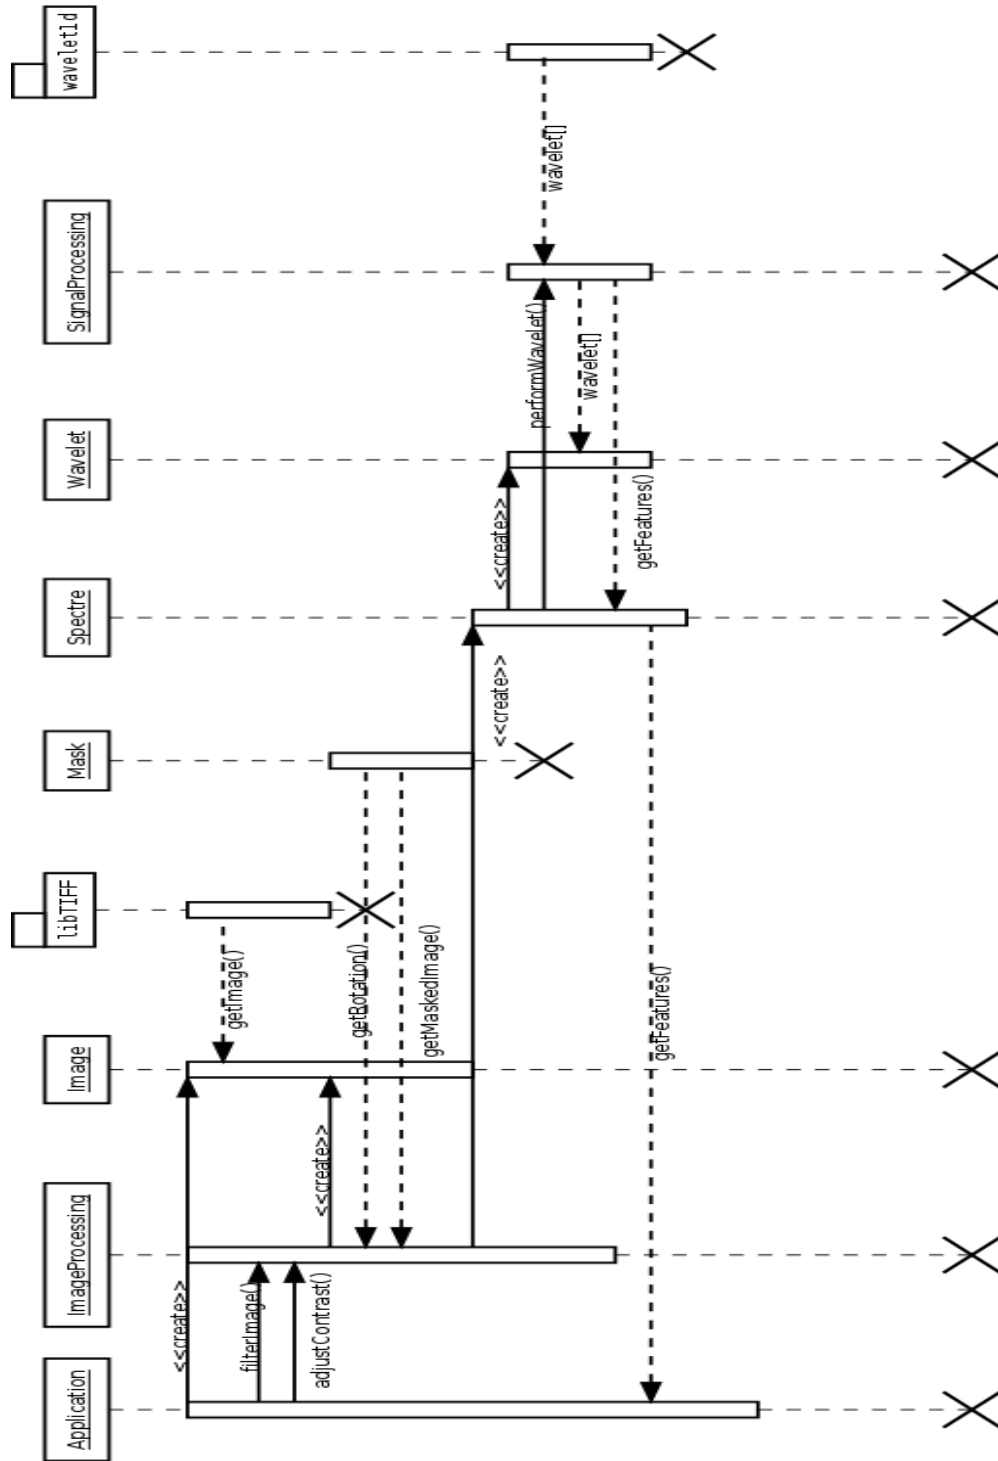 Application
ImageProcessing
Image
libTIFF
Mask
Spectre
Wavelet
SignalProcessing
wavelet1d
<<create>>
getImage()
filterImage()
adjustContrast()
<<create>>
getRotation()
getMaskedImage()
<<create>>
<<create>>
performWavelet()
wavelet[]
wavelet[]
getFeatures()
getFeatures()